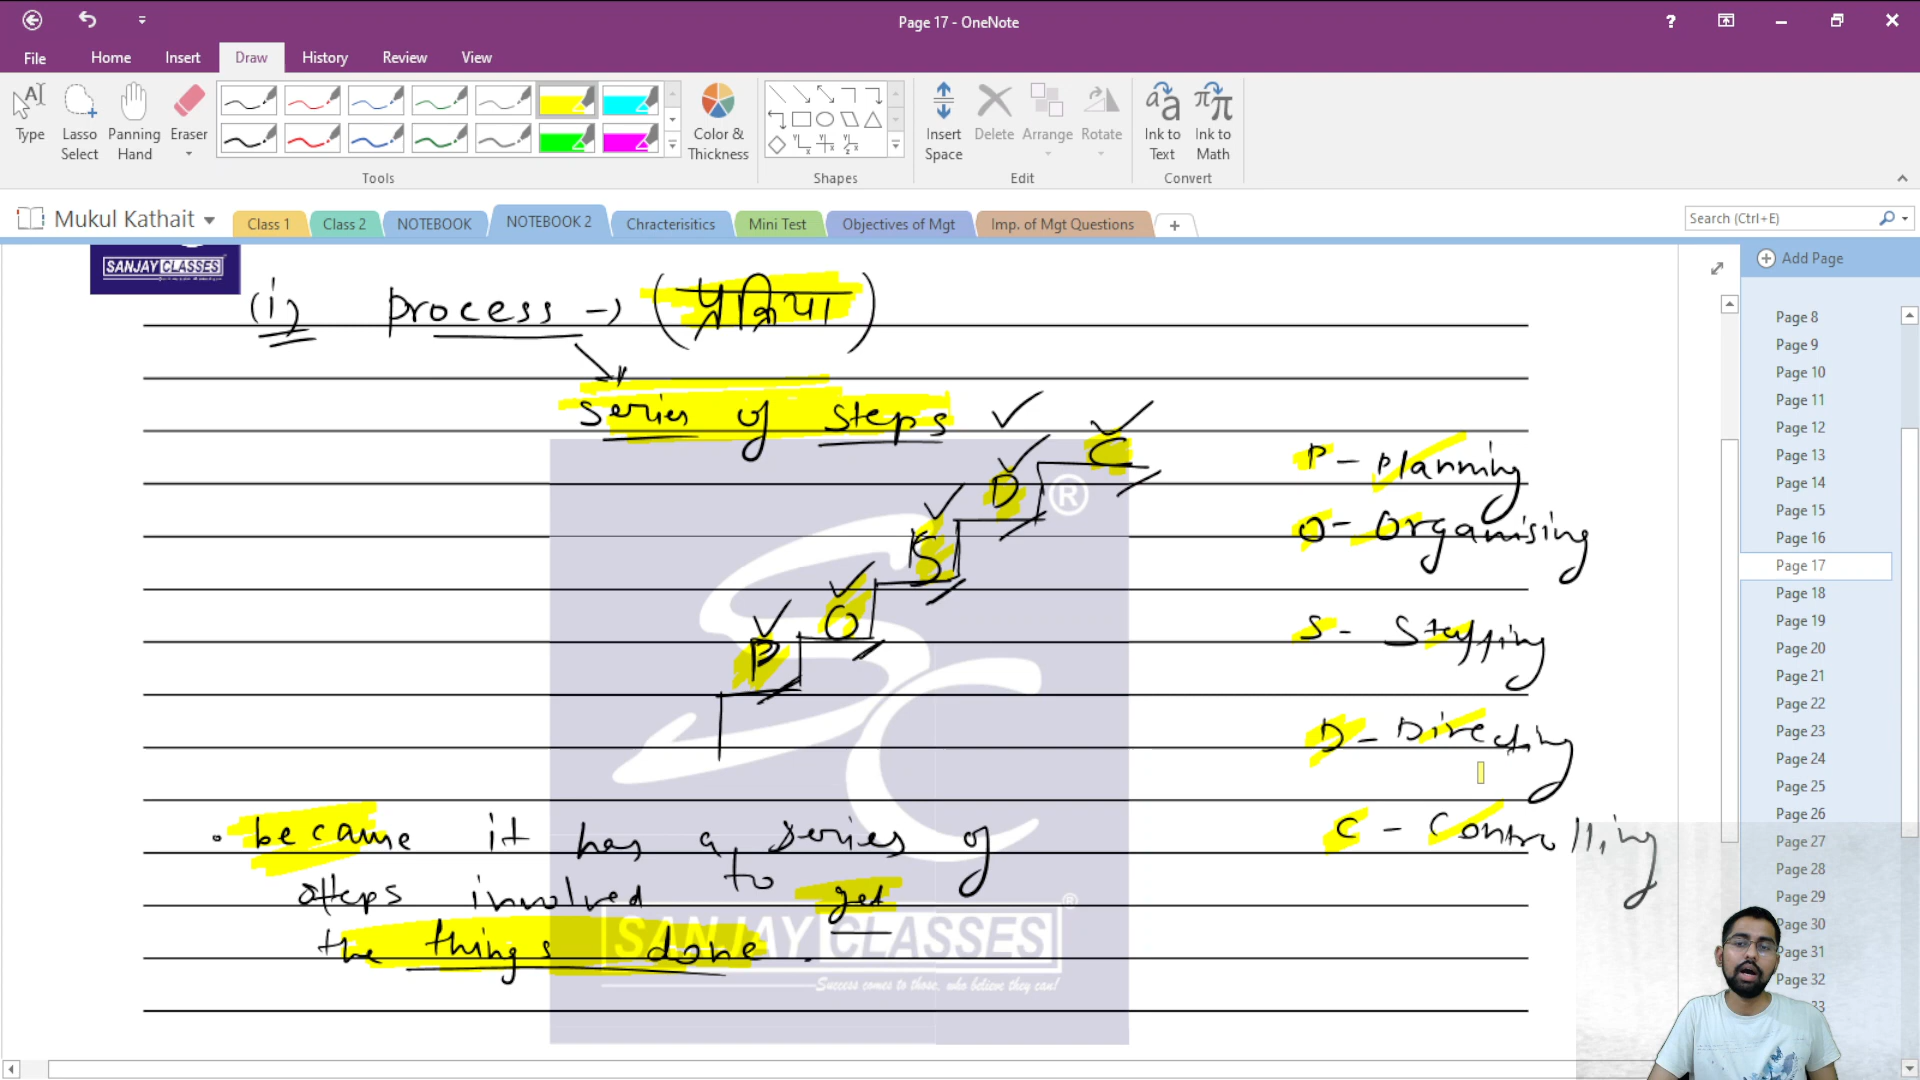 Page 17 - OneNote
?
File
Home
Insert
Draw
History
Review
View
Type
Lasso Select
Panning Hand
Eraser
Color & Thickness
Insert Space
Delete
Arrange
Rotate
Ink to Text
Ink to Math
Tools
Shapes
Edit
Convert
Mukul Kathait
Class 1
Class 2
NOTEBOOK
NOTEBOOK 2
Chracterisitics
Mini Test
Objectives of Mgt
Imp. of Mgt Questions
Search (Ctrl+E)
Add Page
SANJAY CLASSES
(i) process → (प्रक्रिया)
series of steps
C
D
S
O
P
P - Planning
O - Organising
S - Staffing
D - Directing
C - Controlling
. because it has a series of
steps involved to get
the things done .
SANJAY CLASSES
Success comes to those, who believe they can!
Page 8
Page 9
Page 10
Page 11
Page 12
Page 13
Page 14
Page 15
Page 16
Page 17
Page 18
Page 19
Page 20
Page 21
Page 22
Page 23
Page 24
Page 25
Page 26
Page 27
Page 28
Page 29
Page 30
Page 31
Page 32
33